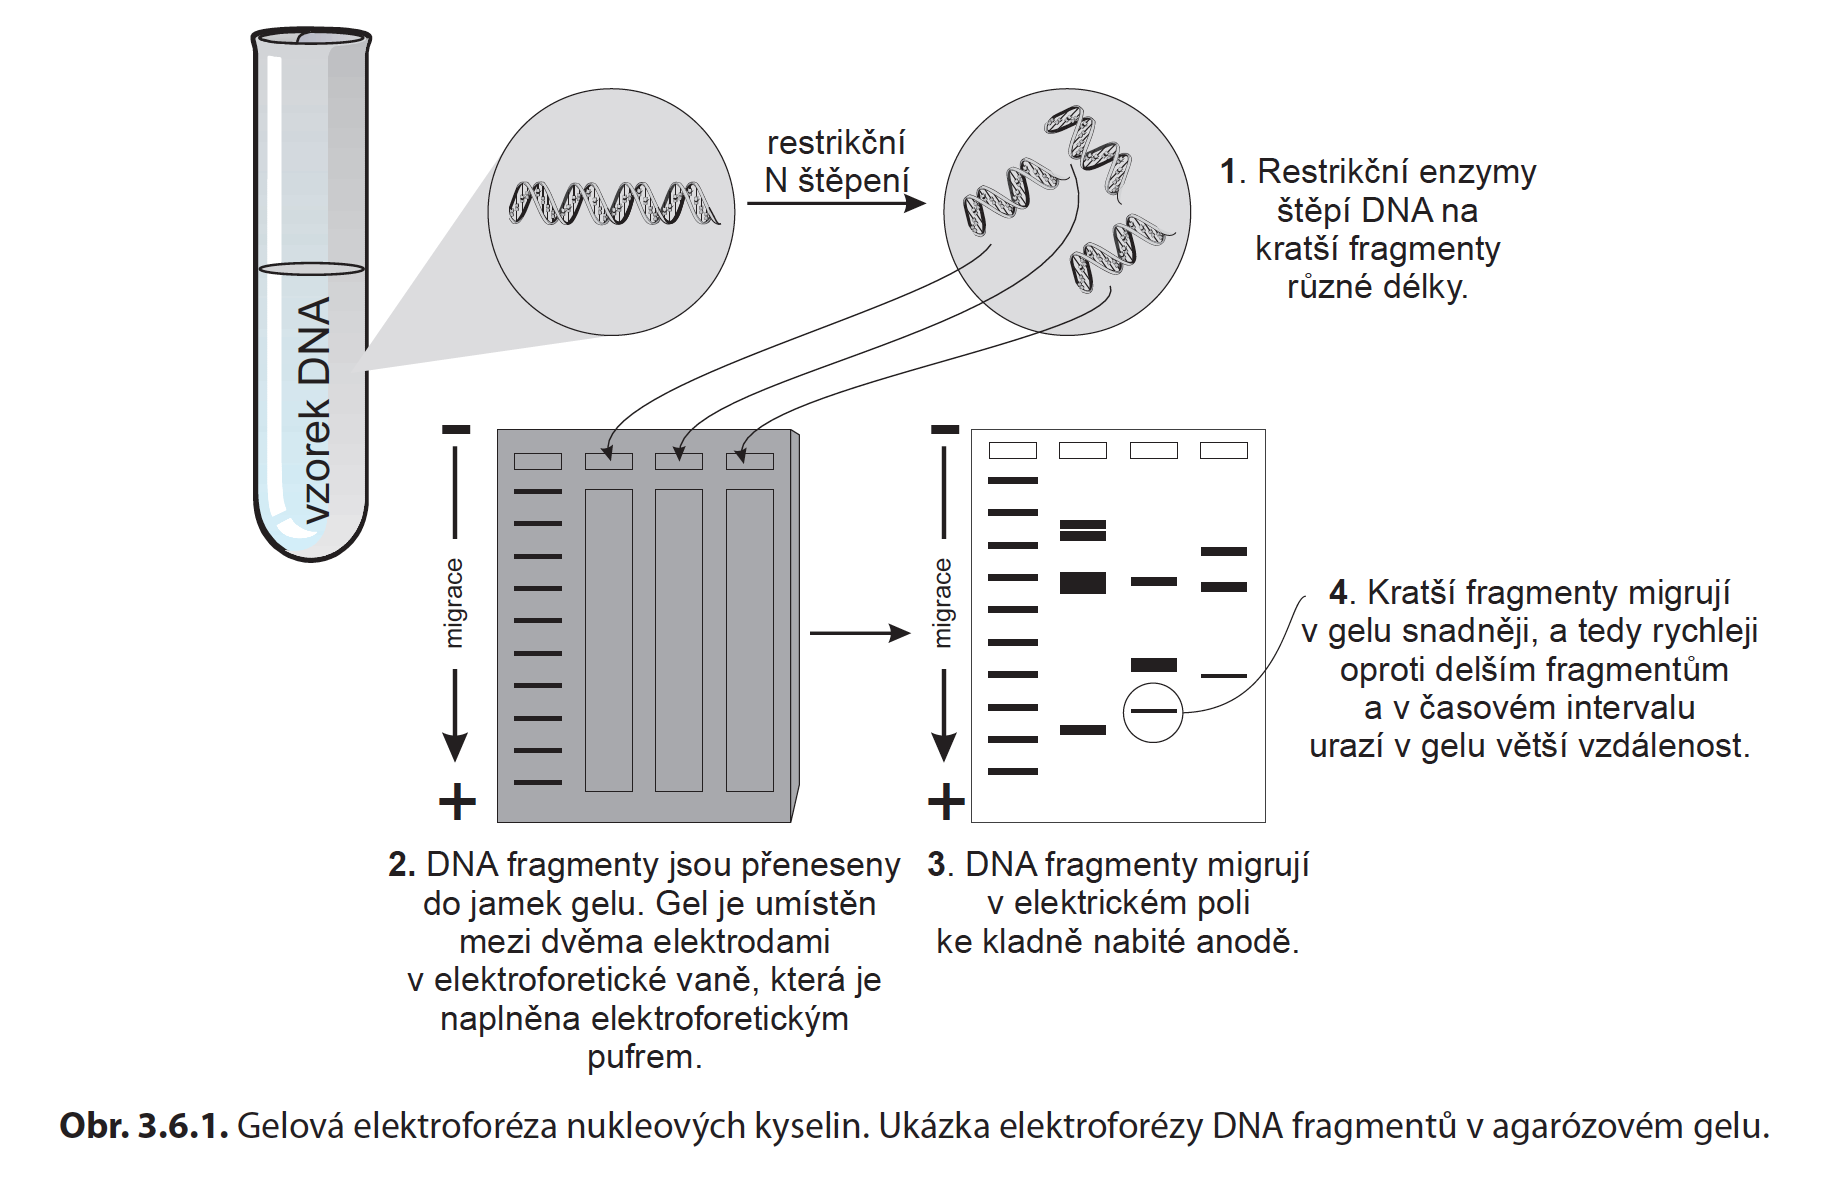 vzorek DNA
restrikční
N štěpení
1. Restrikční enzymy
štěpí DNA na
kratší fragmenty
různé délky.
-
migrace
+
-
migrace
+
4. Kratší fragmenty migrují
v gelu snadněji, a tedy rychleji
oproti delším fragmentům
a v časovém intervalu
urazí v gelu větší vzdálenost.
2. DNA fragmenty jsou přeneseny
do jamek gelu. Gel je umístěn
mezi dvěma elektrodami
v elektroforetické vaně, která je
naplněna elektroforetickým
pufrem.
3. DNA fragmenty migrují
v elektrickém poli
ke kladně nabité anodě.
Obr. 3.6.1. Gelová elektroforéza nukleových kyselin. Ukázka elektroforézy DNA fragmentů v agarózovém gelu.